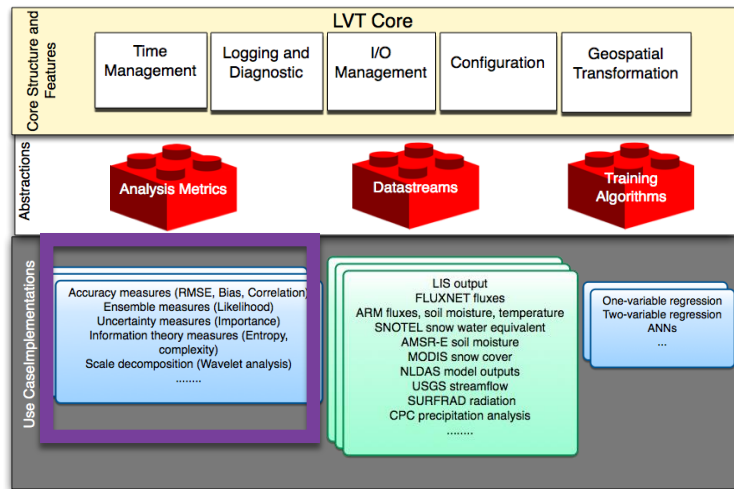 LVT Core
Core Structure and
Features
Time
Management
Logging and
Diagnostic
I/O
Management
Configuration
Geospatial
Transformation
Abstractions
Analysis Metrics
Datastreams
Training
Algorithms
Use CaseImplementations
Accuracy measures (RMSE, Bias, Correlation)
Ensemble measures (Likelihood)
Uncertainty measures (Importance)
Information theory measures (Entropy,
complexity)
Scale decomposition (Wavelet analysis)
........
LIS output
FLUXNET fluxes
ARM fluxes, soil moisture, temperature
SNOTEL snow water equivalent
AMSR-E soil moisture
MODIS snow cover
NLDAS model outputs
USGS streamflow
SURFRAD radiation
CPC precipitation analysis
........
One-variable regression
Two-variable regression
ANNs
...